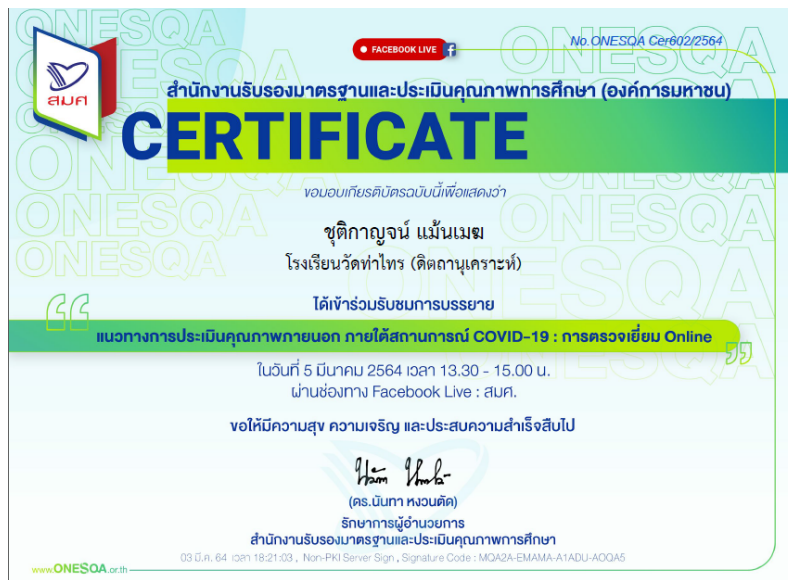 No.ONESQA Cer602/2564
FACEBOOK LIVE f
สมศ
สำนักงานรับรองมาตรฐานและประเมินคุณภาพการศึกษา (องค์การมหาชน)
CERTIFICATE
ขอมอบเกียรติบัตรฉบับนี้เพื่อแสดงว่า
ชุติกาญจน์ แม้นเมฆ
โรงเรียนวัดท่าไทร (ดิตถานุเคราะห์)
ได้เข้าร่วมรับชมการบรรยาย
แนวทางการประเมินคุณภาพภายนอก ภายใต้สถานการณ์ COVID-19 : การตรวจเยี่ยม Online
ในวันที่ 5 มีนาคม 2564 เวลา 13.30 - 15.00 น.
ผ่านช่องทาง Facebook Live : สมศ.
ขอให้มีความสุข ความเจริญ และประสบความสำเร็จสืบไป
(ดร.นันทา หงวนตัด)
รักษาการผู้อำนวยการ
สำนักงานรับรองมาตรฐานและประเมินคุณภาพการศึกษา
03 มี.ค. 64 เวลา 18:21:03 , Non-PKI Server Sign , Signature Code : MQA2A-EMAMA-A1ADU-AOQA5
www.ONESQA.or.th